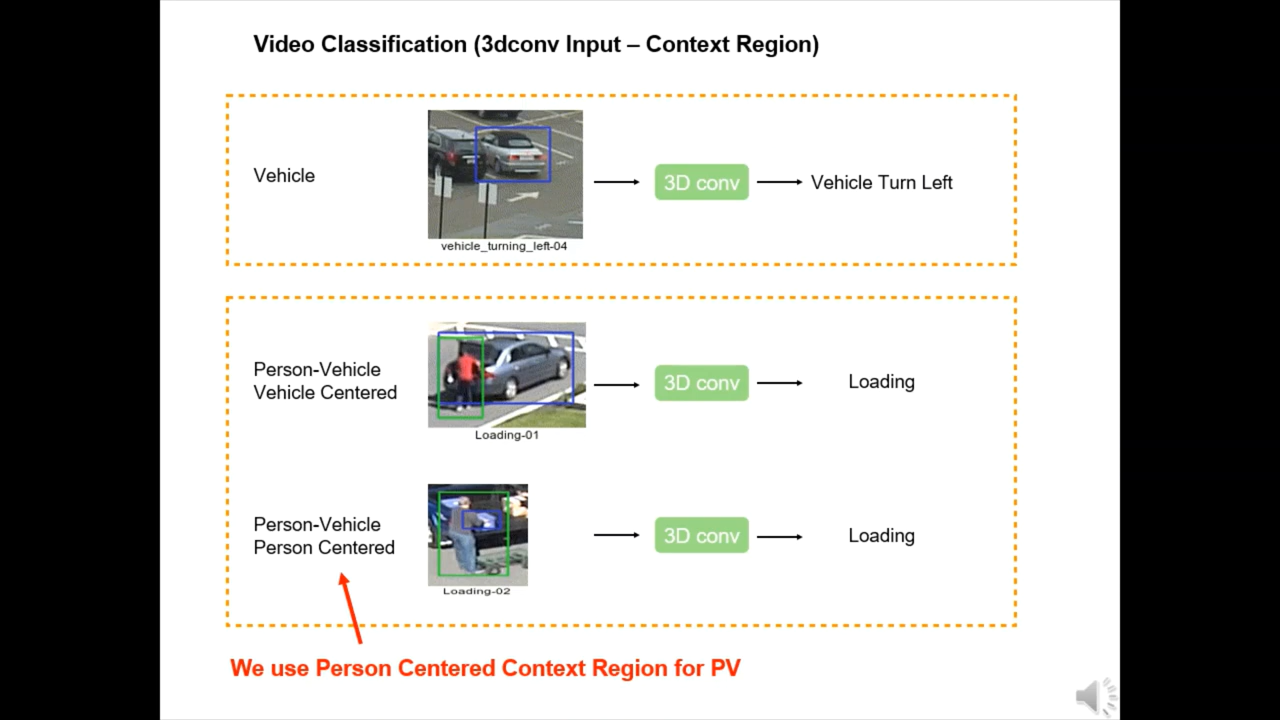 Video Classification (3dconv Input – Context Region)
Vehicle
vehicle_turning_left-04
3D conv
Vehicle Turn Left
Person-Vehicle
Vehicle Centered
Loading-01
3D conv
Loading
Person-Vehicle
Person Centered
Loading-02
3D conv
Loading
We use Person Centered Context Region for PV